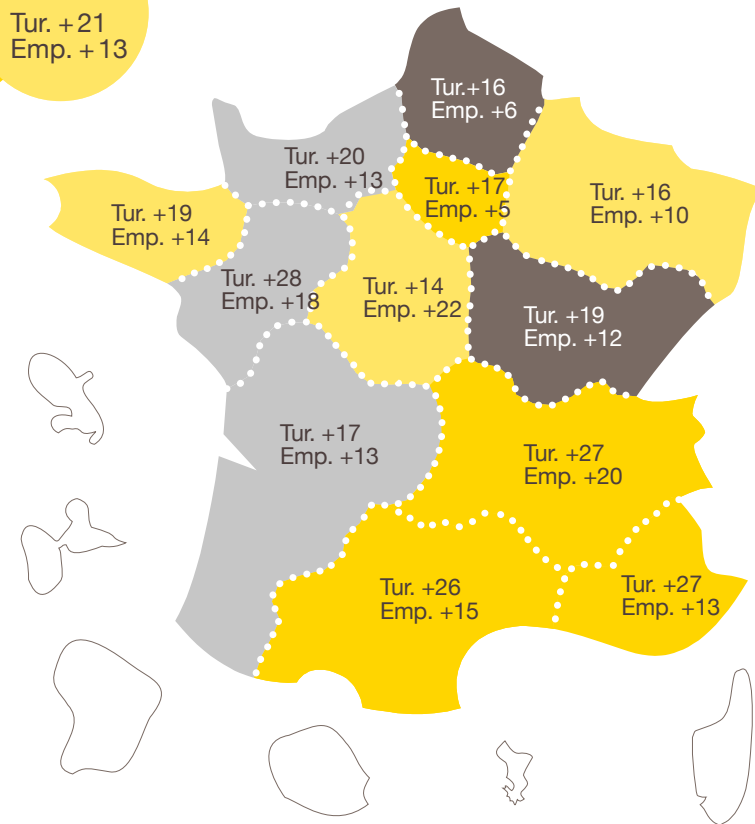 Tur. +21
Emp. +13
Tur.+16
Emp. +6
Tur. +20
Emp. +13
Tur. +17
Emp. +5
Tur. +16
Emp. +10
Tur. +19
Emp. +14
Tur. +28
Emp. +18
Tur. +14
Emp. +22
Tur. +19
Emp. +12
Tur. +17
Emp. +13
Tur. +27
Emp. +20
Tur. +26
Emp. +15
Tur. +27
Emp. +13